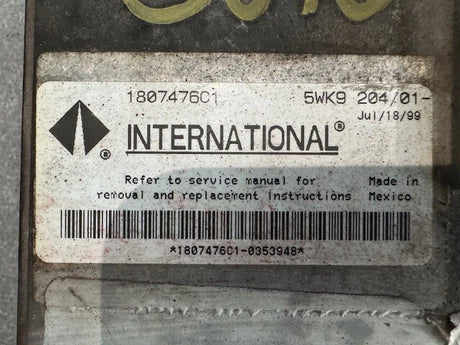 1807476C1 5WK9 204/01-
Jul/18/99
® INTERNATIONAL®
Refer to service manual for Made in
removal and replacement instructions Mexico
*1807476C1-0353948*